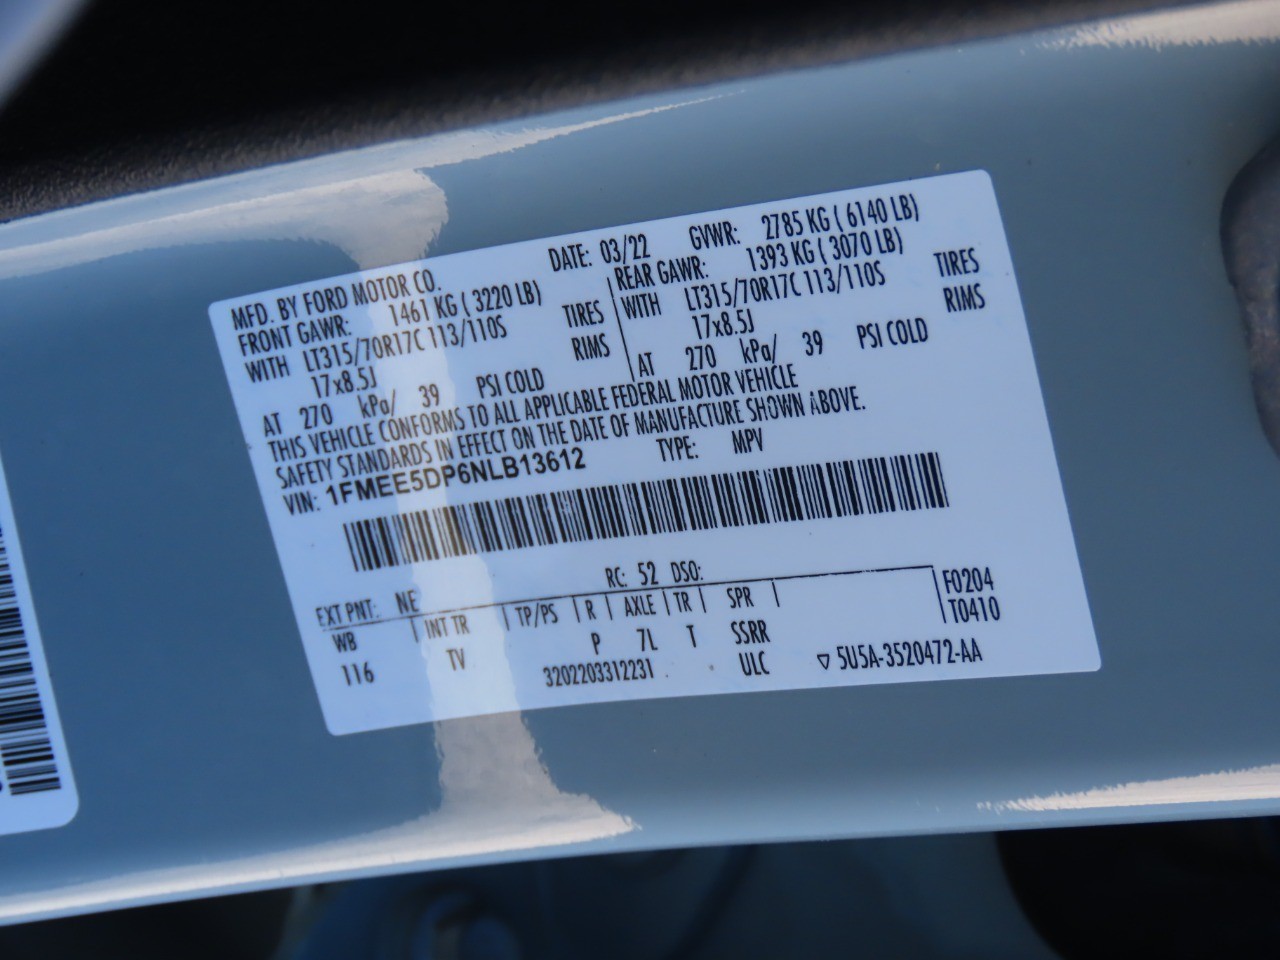 MFD. BY FORD MOTOR CO.
DATE: 03/22 GVWR: 2785 KG ( 6140 LB)
FRONT GAWR: 1461 KG ( 3220 LB)
WITH LT315/70R17C 113/110S TIRES
17x8.5J RIMS
AT 270 kPa/ 39 PSI COLD
REAR GAWR: 1393 KG ( 3070 LB)
WITH LT315/70R17C 113/110S TIRES
17x8.5J RIMS
AT 270 kPa/ 39 PSI COLD
THIS VEHICLE CONFORMS TO ALL APPLICABLE FEDERAL MOTOR VEHICLE
SAFETY STANDARDS IN EFFECT ON THE DATE OF MANUFACTURE SHOWN ABOVE.
VIN: 1FMEE5DP6NLB13612 TYPE: MPV
EXT PNT: NE RC: 52 DSO:
WB INT TR TP/PS R AXLE TR SPR F0204
116 TV P 7L T SSRR T0410
3202203312231 ULC ▽ 5U5A-3520472-AA